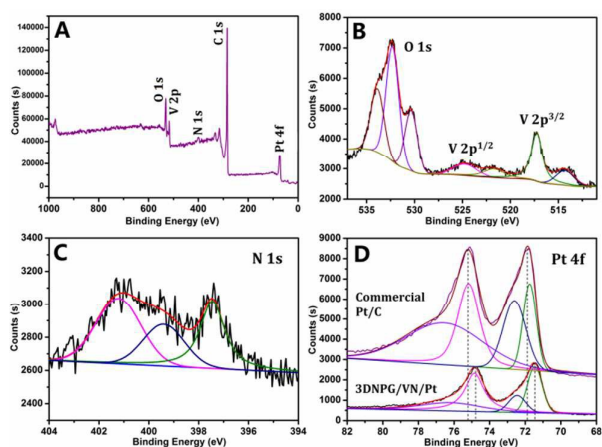 A
C 1s
O 1s
V 2p
N 1s
Pt 4f
Counts (s)
140000
120000
100000
80000
60000
40000
20000
0
1000 800 600 400 200 0
Binding Energy (eV)
B
O 1s
V 2p1/2
V 2p3/2
Counts (s)
8000
7000
6000
5000
4000
3000
2000
535 530 525 520 515
Binding Energy (eV)
C
N 1s
Counts (s)
3400
3200
3000
2800
2600
2400
404 402 400 398 396 394
Binding Energy (eV)
D
Pt 4f
Commercial
Pt/C
3DNPG/VN/Pt
Counts (s)
9000
8000
7000
6000
5000
4000
3000
2000
1000
0
82 80 78 76 74 72 70 68
Binding Energy (eV)